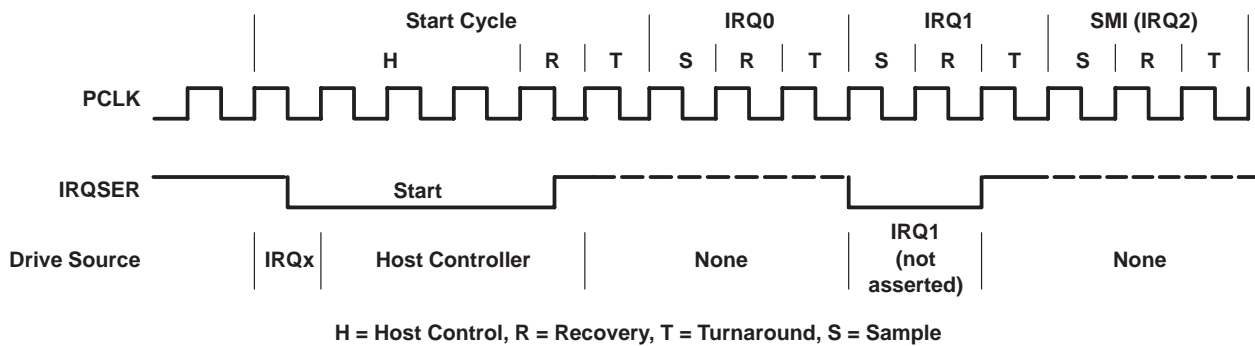 Start Cycle IRQ0 IRQ1 SMI (IRQ2)
H R T S R T S R T S R T
PCLK
IRQSER
Start
Drive Source IRQx Host Controller None IRQ1 (not asserted) None
H = Host Control, R = Recovery, T = Turnaround, S = Sample